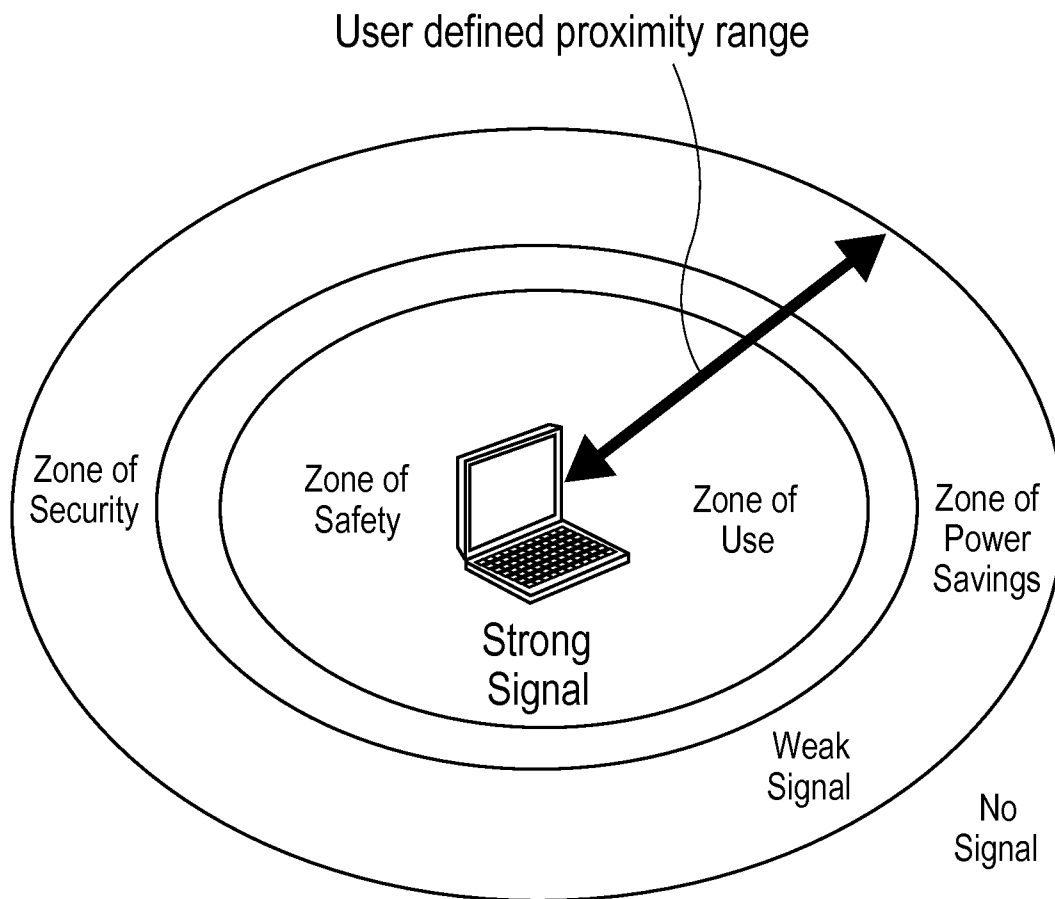 User defined proximity range
Zone of
Security
Zone of
Safety
Zone of
Use
Zone of
Power
Savings
Strong
Signal
Weak
Signal
No
Signal